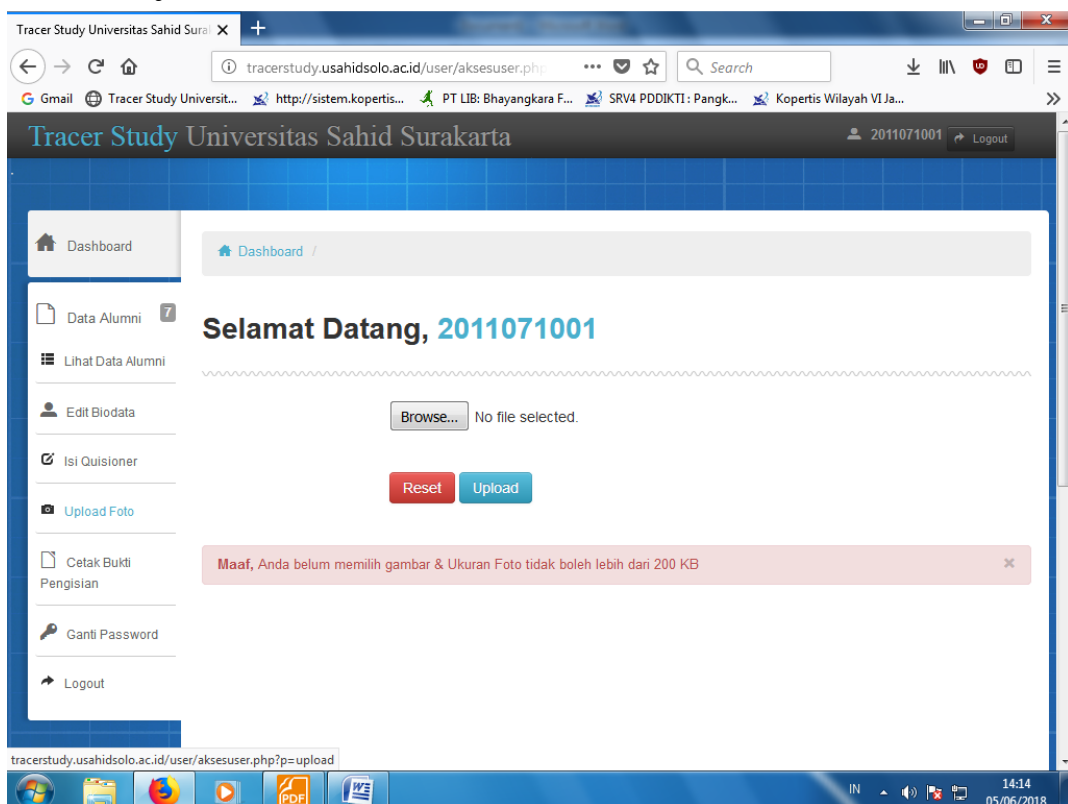 Tracer Study Universitas Sahid Sural
tracerstudy.usahidsolo.ac.id/user/aksesuser.php
Search
Gmail
Tracer Study Universit...
http://sistem.kopertis...
PT LIB: Bhayangkara F...
SRV4 PDDIKTI : Pangk...
Kopertis Wilayah VI Ja...
Tracer Study Universitas Sahid Surakarta
2011071001
Logout
Dashboard
Dashboard /
Data Alumni 7
Lihat Data Alumni
Edit Biodata
Isi Quisioner
Upload Foto
Cetak Bukti
Pengisian
Ganti Password
Logout
Selamat Datang, 2011071001
Browse... No file selected.
Reset Upload
Maaf, Anda belum memilih gambar & Ukuran Foto tidak boleh lebih dari 200 KB
tracerstudy.usahidsolo.ac.id/user/aksesuser.php?p=upload
PDF
W
IN
14:14
05/06/2018